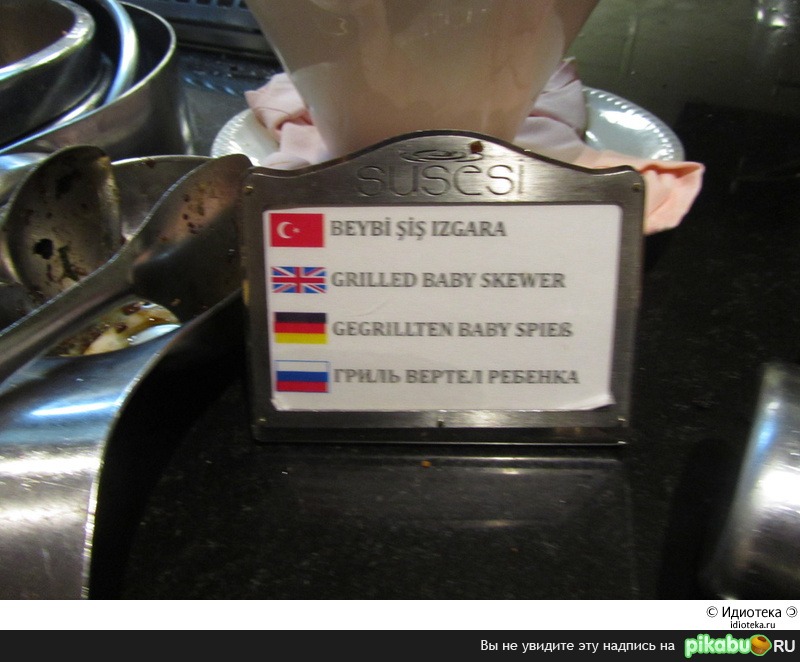 susesi
BEYBİ ŞİŞ IZGARA
GRILLED BABY SKEWER
GEGRILLTEN BABY SPIEß
ГРИЛЬ ВЕРТЕЛ РЕБЕНКА
© Идиотека
idioteka.ru
Вы не увидите эту надпись на pikabu.RU